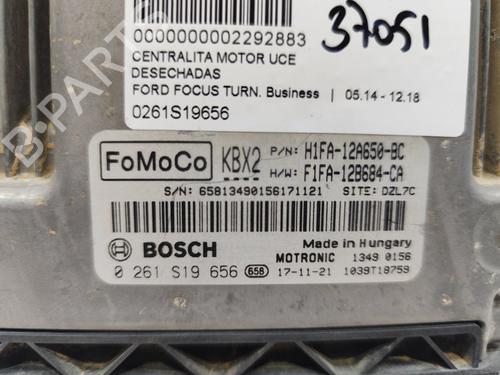 0000000002292883
37051
CENTRALITA MOTOR UCE
DESECHADAS
FORD FOCUS TURN. Business | 05.14 - 12.18
0261S19656
FoMoCo KBX2 P/N: H1FA-12A650-BC
H/W: F1FA-12B684-CA
S/N: 65813490156171121 SITE: DZL7C
BOSCH Made in Hungary
MOTRONIC 1349 0156
0 261 S19 656 658 17-11-21 1039T18759
B-PARTS